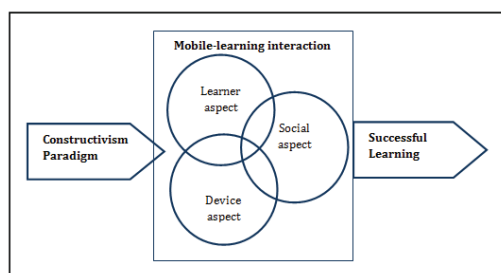 Mobile-learning interaction
Learner
aspect
Constructivism
Paradigm
Social
aspect
Successful
Learning
Device
aspect